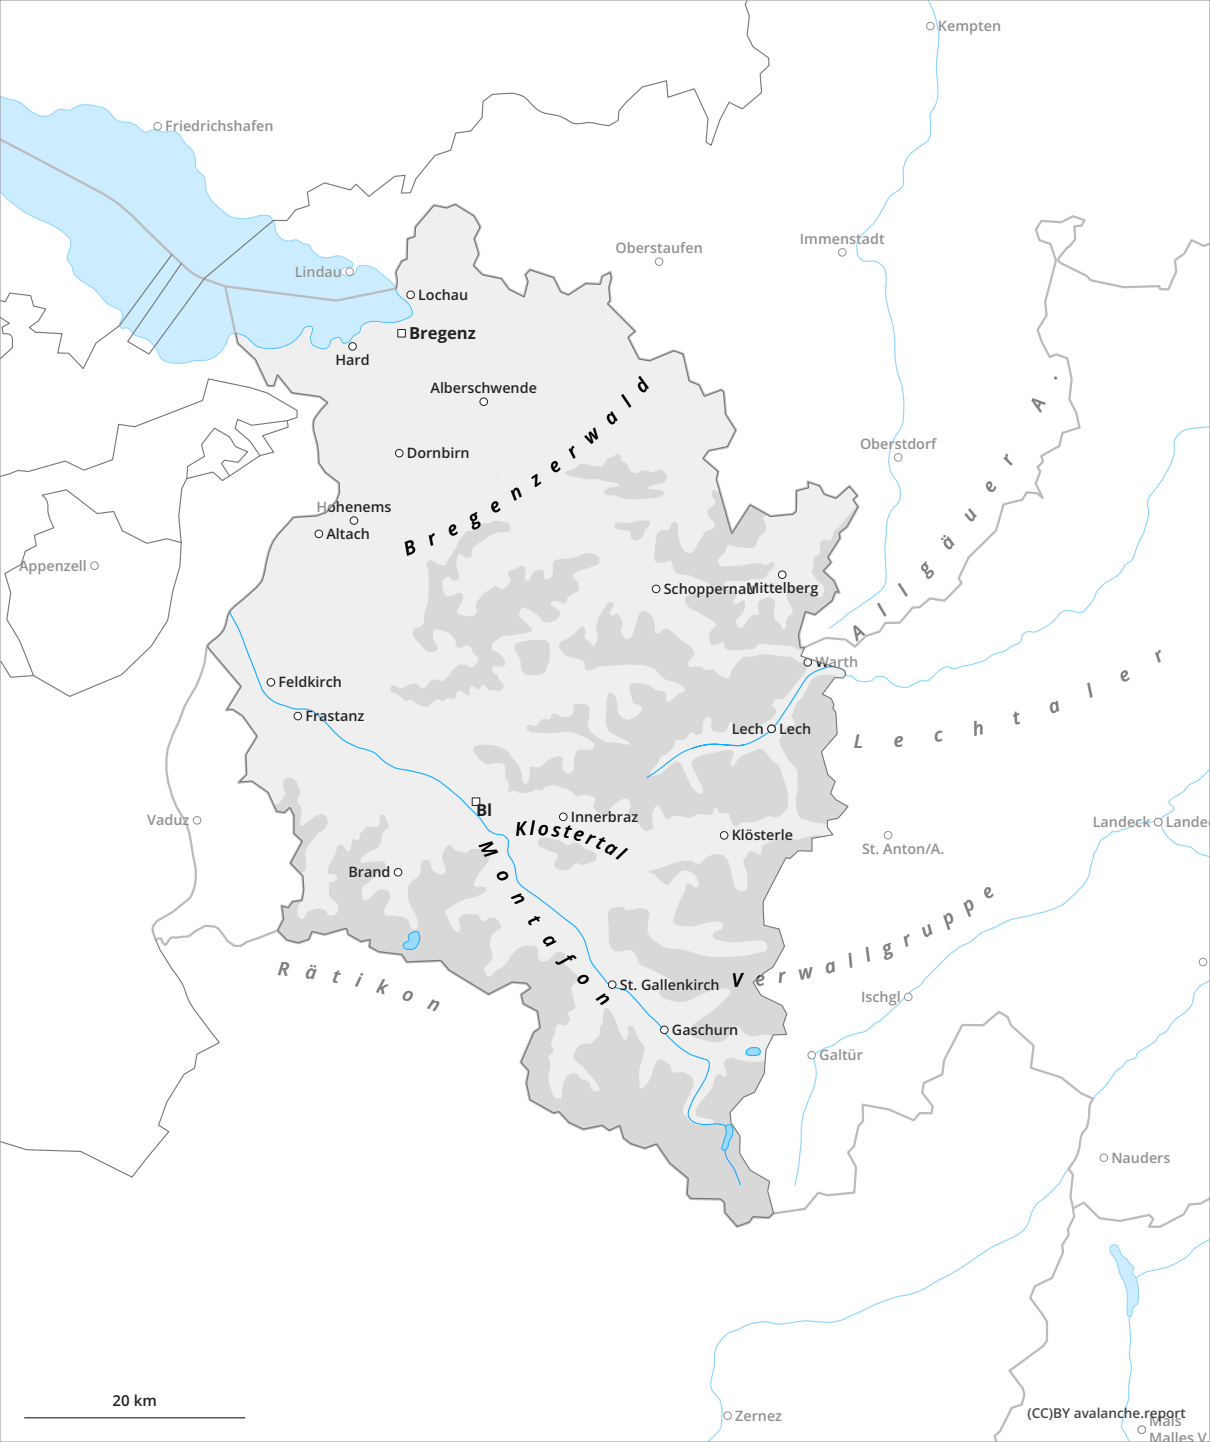 Kempten
Friedrichshafen
Immenstadt
Oberstaufen
Lindau
Lochau
Bregenz
Hard
Alberschwende
Bregenzerwald
Allgäuer A.
Oberstdorf
Dornbirn
Hohenems
Altach
Appenzell
Schoppernau
Mittelberg
Warth
Lechtaler
Feldkirch
Frastanz
Lech
Lech
Bl
Vaduz
Innerbraz
Klostertal
Klösterle
Landeck
Lande
St. Anton/A.
Brand
Montafon
Verwallgruppe
Rätikon
St. Gallenkirch
Ischgl
Gaschurn
Galtür
Nauders
20 km
(CC)BY avalanche.report
Zernez
Mals
Malles V